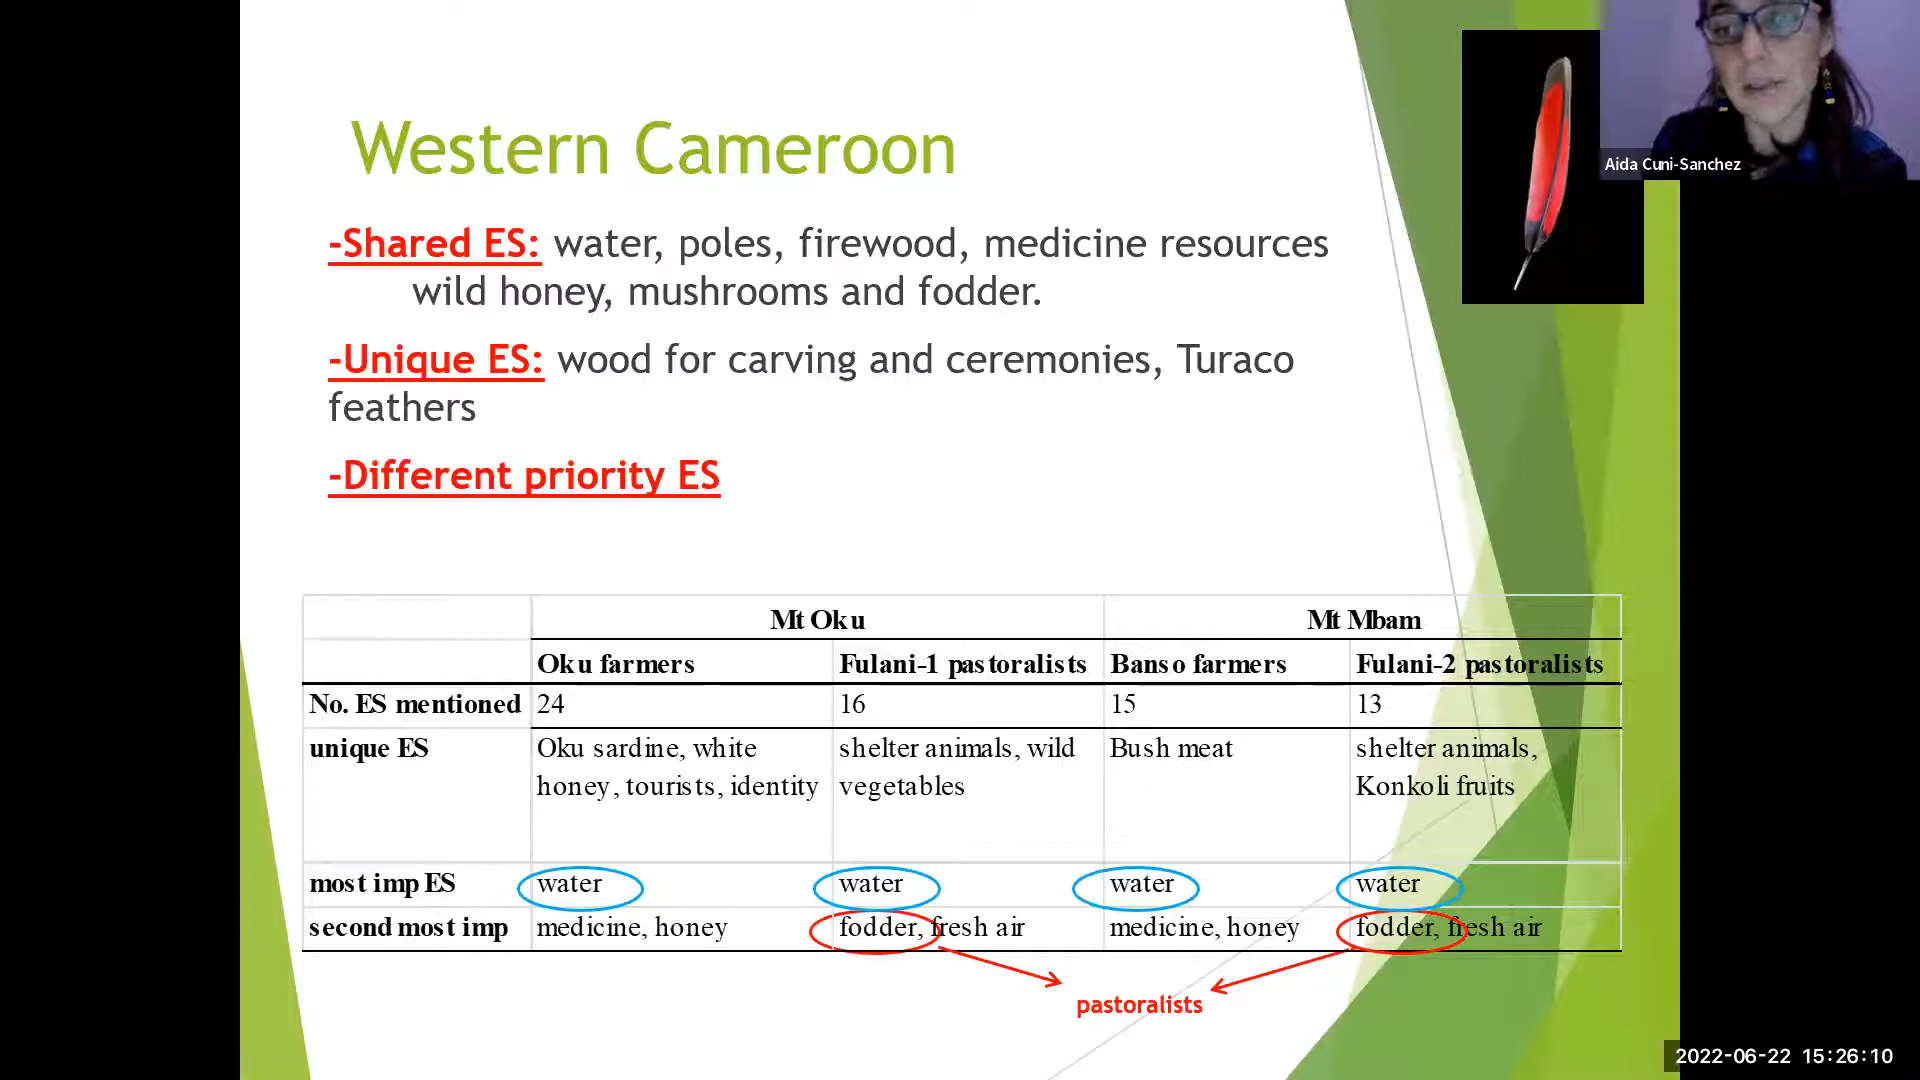 Western Cameroon
Aida Cuni-Sanchez
-Shared ES: water, poles, firewood, medicine resources
wild honey, mushrooms and fodder.
-Unique ES: wood for carving and ceremonies, Turaco
feathers
-Different priority ES
Mt Oku Mt Mbam
Oku farmers Fulani-1 pastoralists Banso farmers Fulani-2 pastoralists
No. ES mentioned 24 16 15 13
unique ES Oku sardine, white shelter animals, wild Bush meat shelter animals,
honey, tourists, identity vegetables Konkoli fruits
most imp ES water water water water
second most imp medicine, honey fodder, fresh air medicine, honey fodder, fresh air
pastoralists
2022-06-22 15:26:10